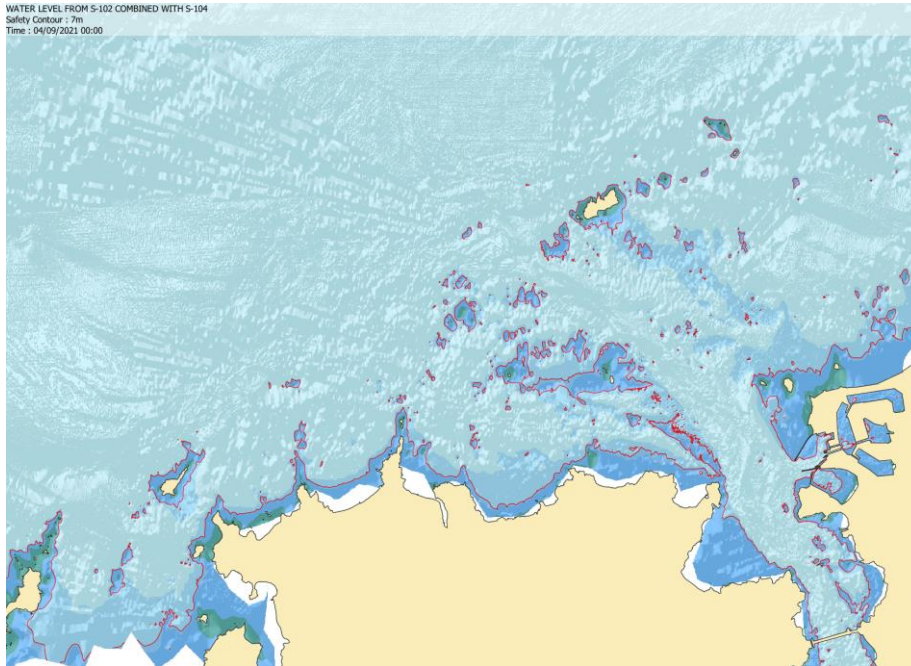 WATER LEVEL FROM S-102 COMBINED WITH S-104
Safety Contour : 7m
Time : 04/09/2021 00:00